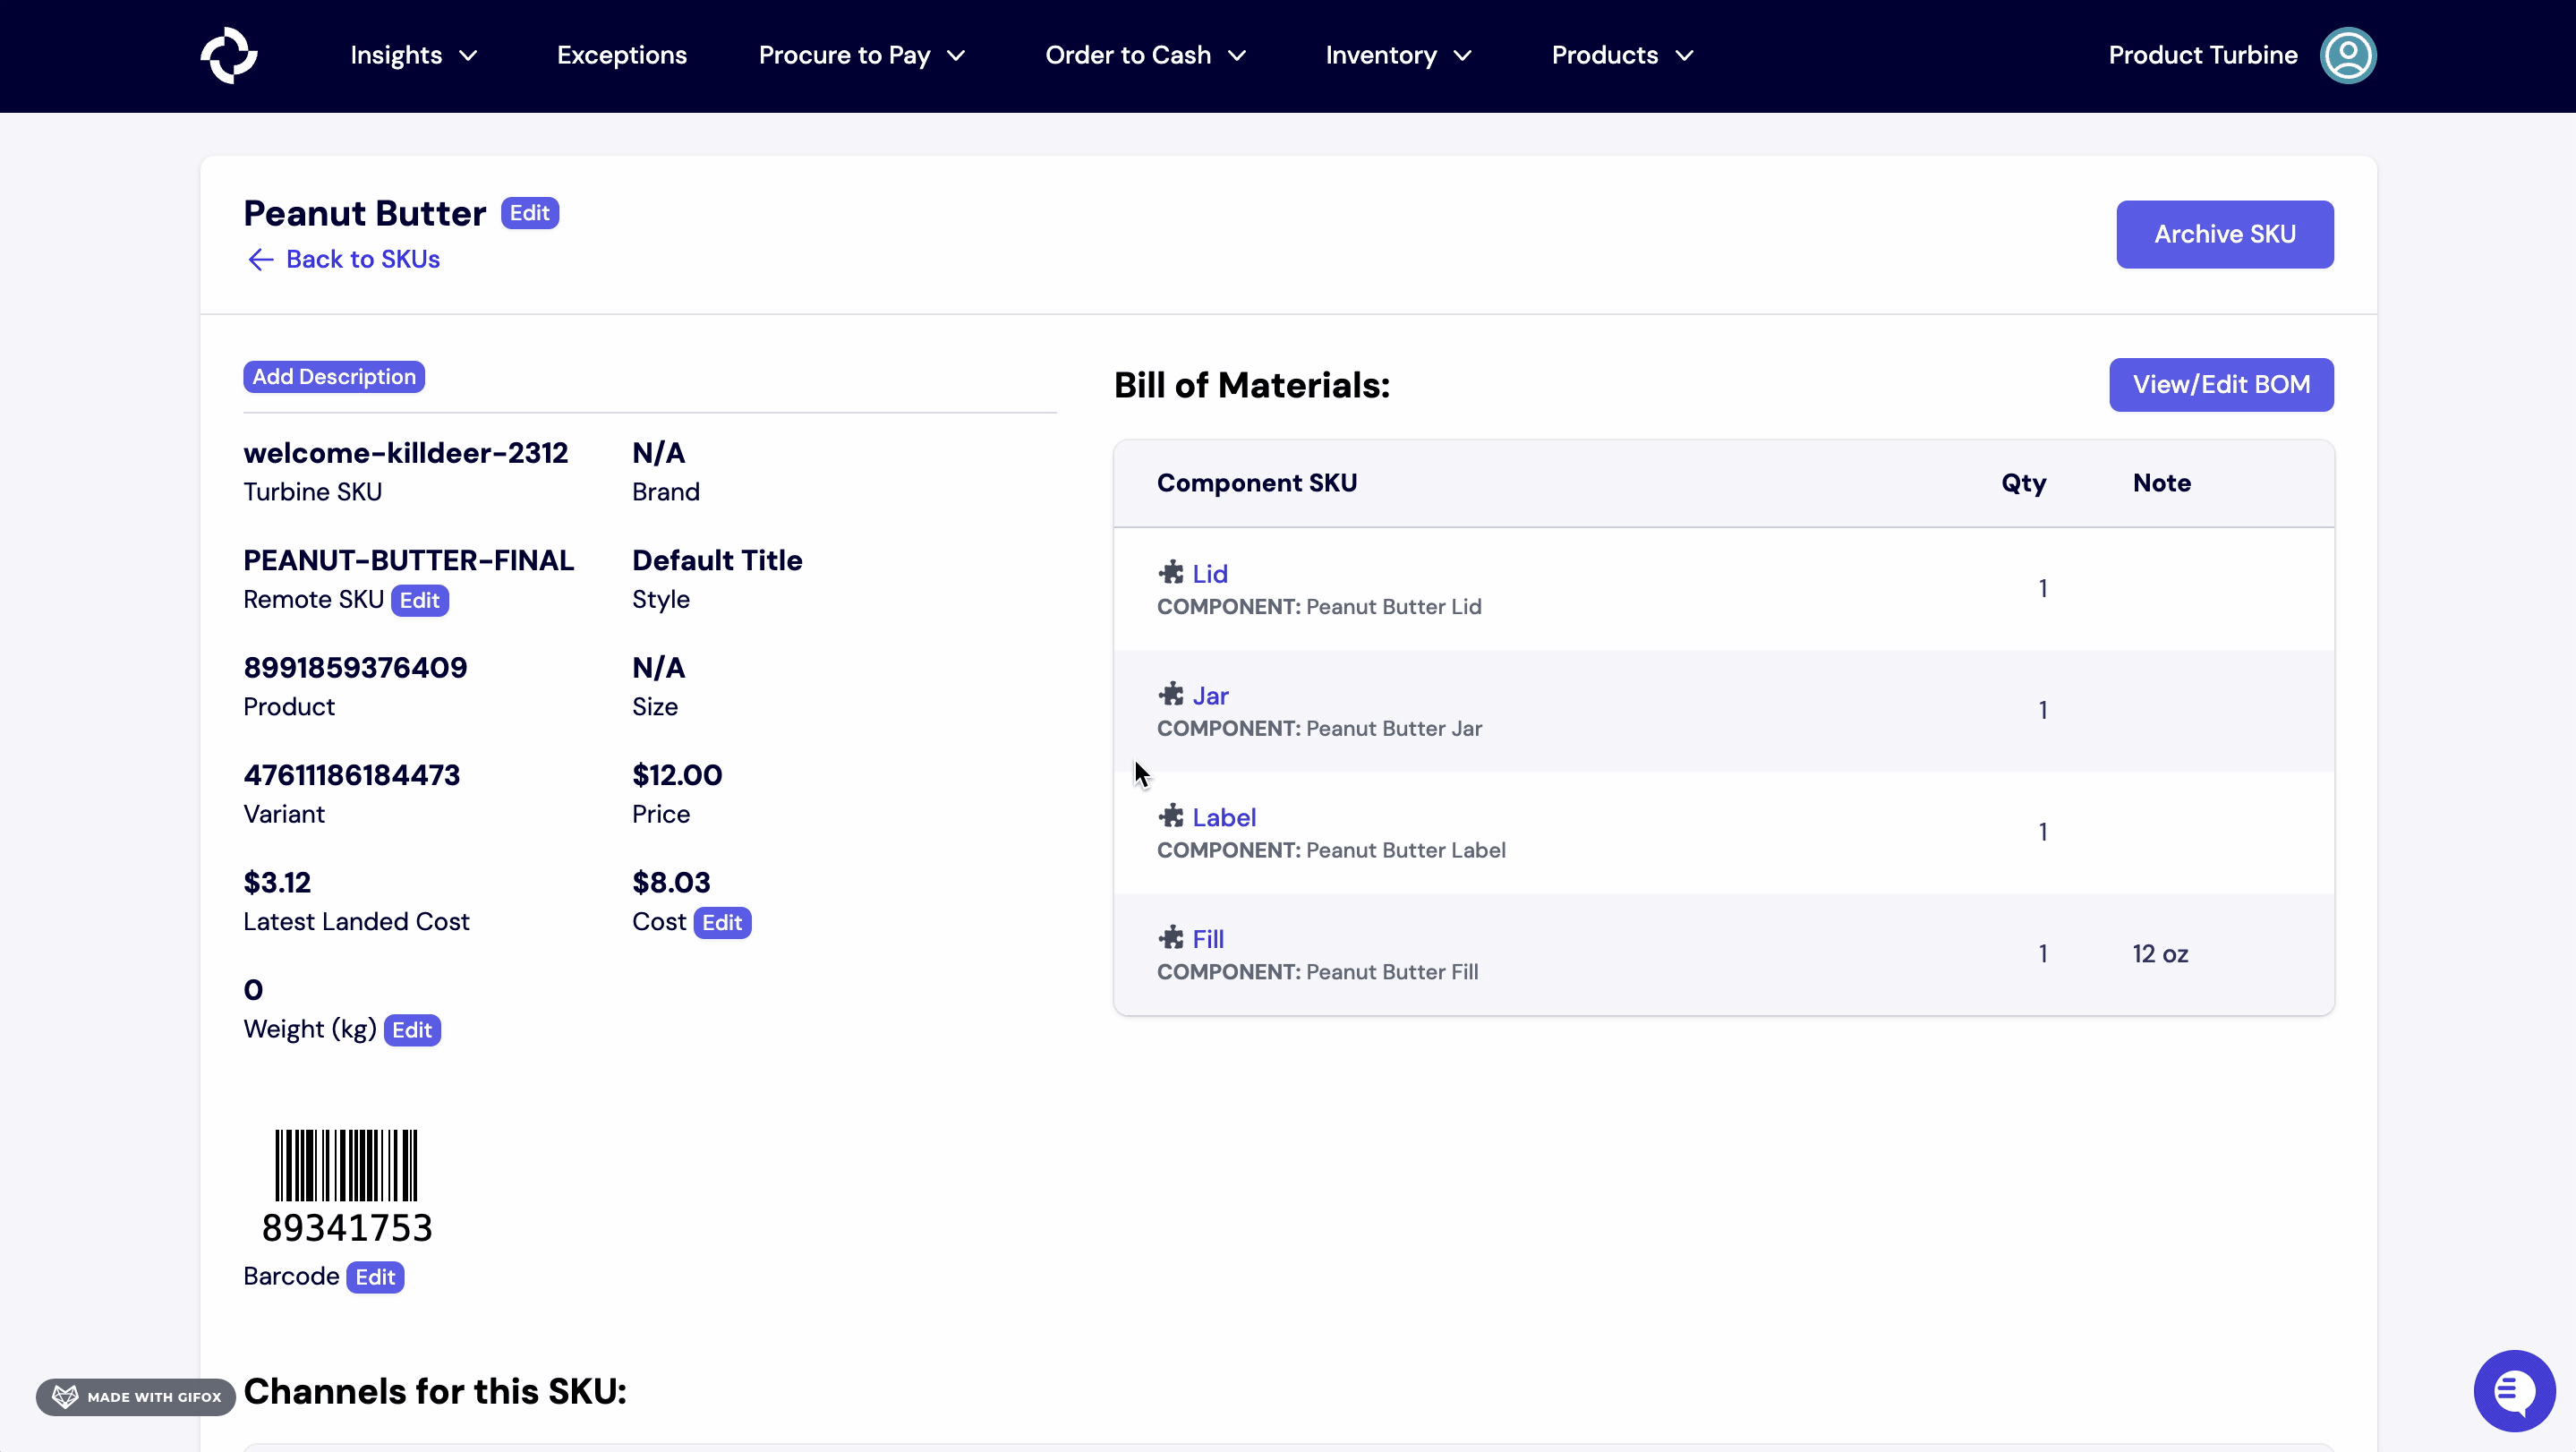 Insights
Exceptions
Procure to Pay
Order to Cash
Inventory
Products
Product Turbine
Peanut Butter Edit
Back to SKUs
Archive SKU
Add Description
welcome-killdeer-2312
Turbine SKU
N/A
Brand
PEANUT-BUTTER-FINAL
Remote SKU Edit
Default Title
Style
8991859376409
Product
N/A
Size
47611186184473
Variant
$12.00
Price
$3.12
Latest Landed Cost
$8.03
Cost Edit
0
Weight (kg) Edit
89341753
Barcode Edit
Bill of Materials:
View/Edit BOM
Component SKU Qty Note
Lid
COMPONENT: Peanut Butter Lid
1
Jar
COMPONENT: Peanut Butter Jar
1
Label
COMPONENT: Peanut Butter Label
1
Fill
COMPONENT: Peanut Butter Fill
1 12 oz
Channels for this SKU:
MADE WITH GIFOX